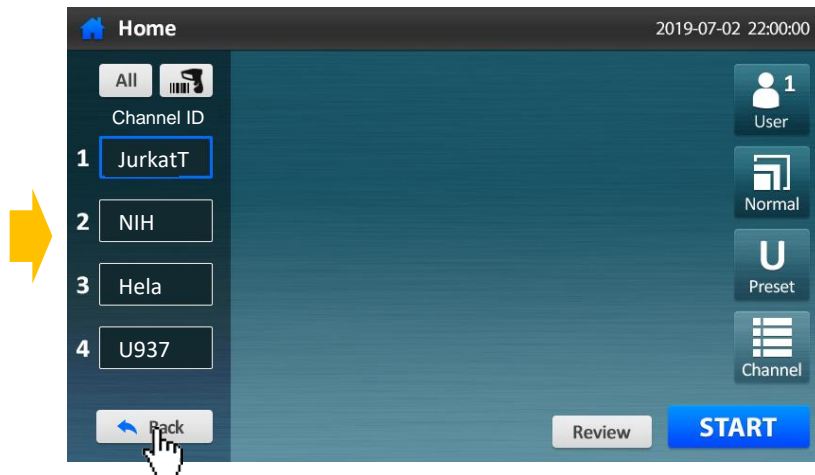 Home
2019-07-02 22:00:00
All
Channel ID
1 JurkatT
2 NIH
3 Hela
4 U937
Back
1
User
Normal
U
Preset
Channel
Review
START